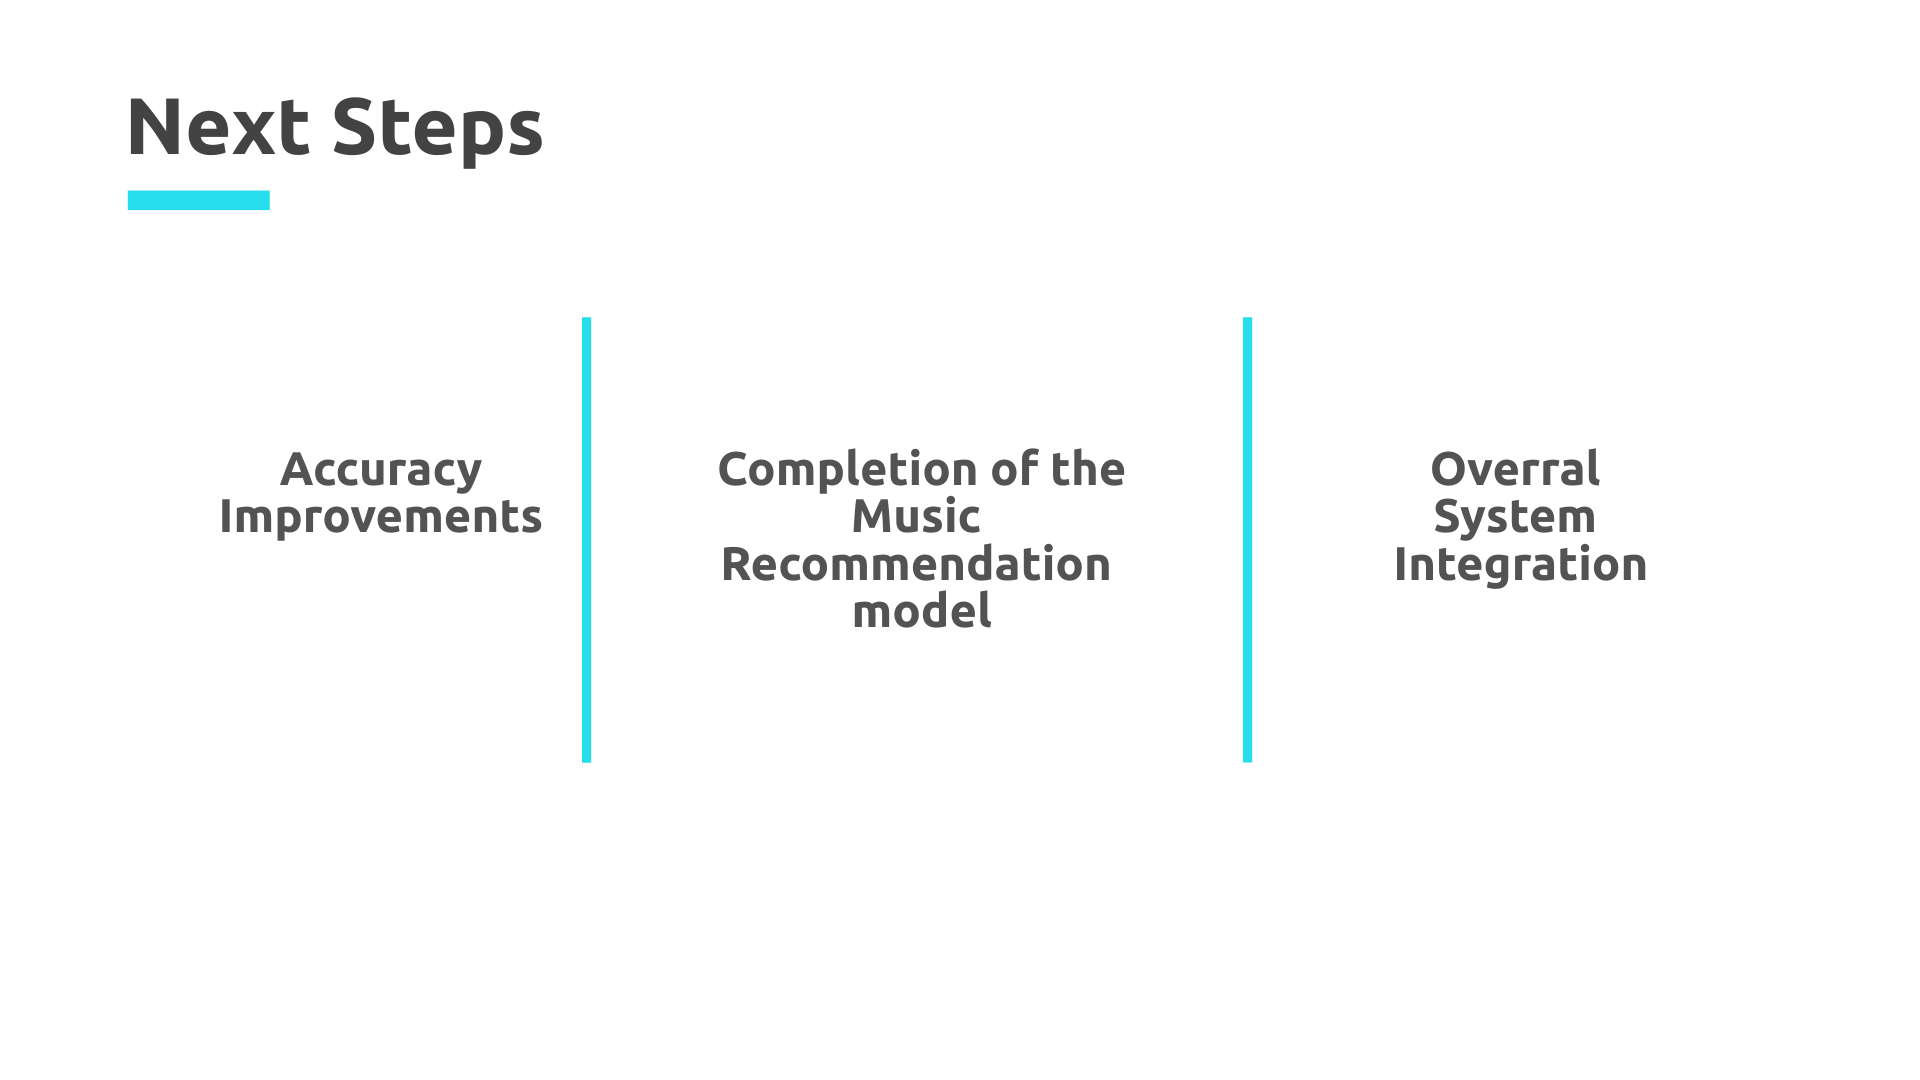 Next Steps
Accuracy
Improvements
Completion of the
Music
Recommendation
model
Overral
System
Integration